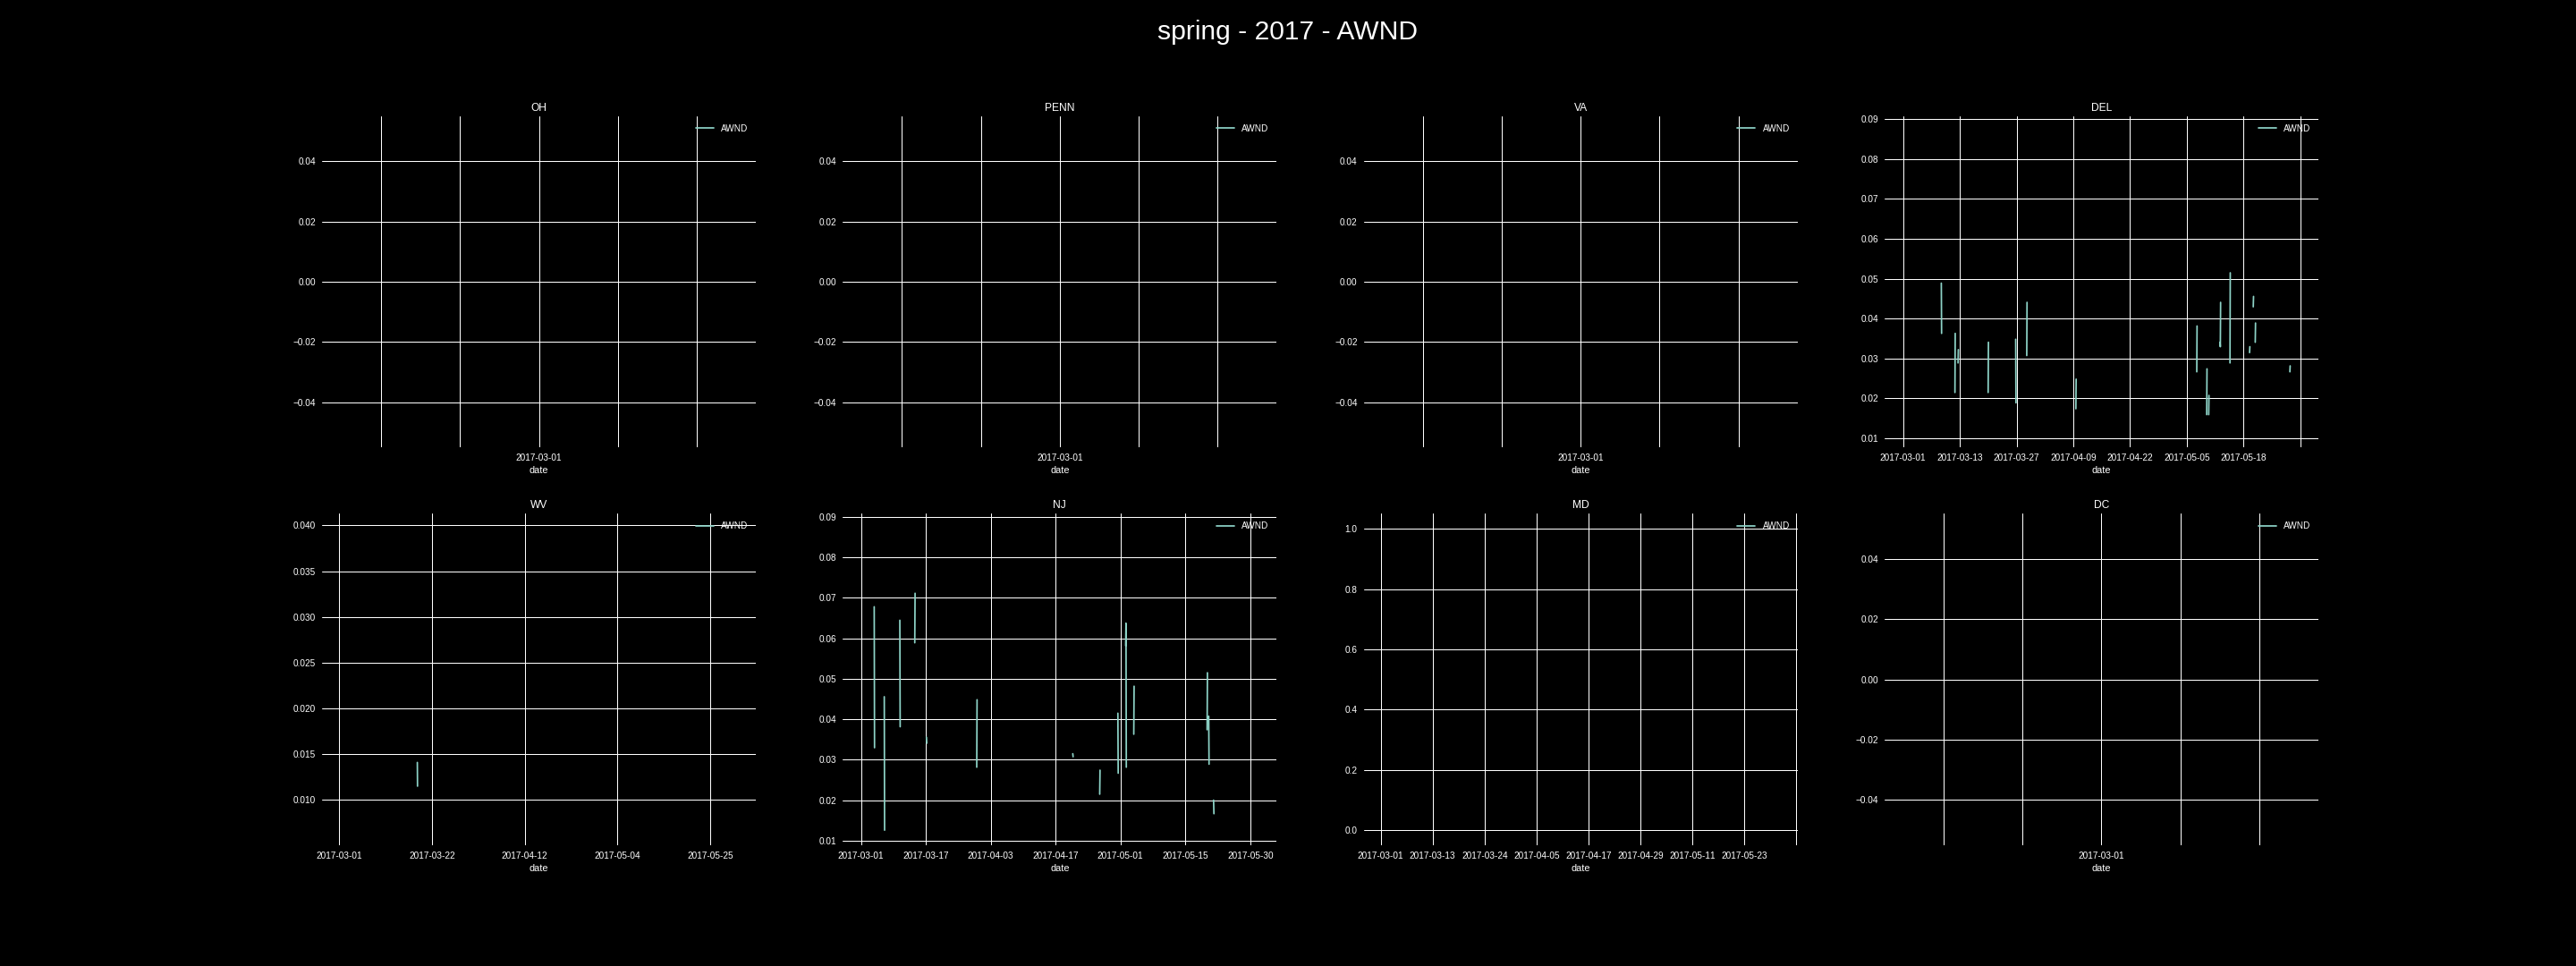 spring - 2017 - AWND
OH
AWND
0.04
0.02
0.00
−0.02
−0.04
2017-03-01
date
PENN
AWND
0.04
0.02
0.00
−0.02
−0.04
2017-03-01
date
VA
AWND
0.04
0.02
0.00
−0.02
−0.04
2017-03-01
date
DEL
AWND
0.09
0.08
0.07
0.06
0.05
0.04
0.03
0.02
0.01
2017-03-01 2017-03-13 2017-03-27 2017-04-09 2017-04-22 2017-05-05 2017-05-18
date
WV
AWND
0.040
0.035
0.030
0.025
0.020
0.015
0.010
2017-03-01 2017-03-22 2017-04-12 2017-05-04 2017-05-25
date
NJ
AWND
0.09
0.08
0.07
0.06
0.05
0.04
0.03
0.02
0.01
2017-03-01 2017-03-17 2017-04-03 2017-04-17 2017-05-01 2017-05-15 2017-05-30
date
MD
AWND
1.0
0.8
0.6
0.4
0.2
0.0
2017-03-01 2017-03-13 2017-03-24 2017-04-05 2017-04-17 2017-04-29 2017-05-11 2017-05-23
date
DC
AWND
0.04
0.02
0.00
−0.02
−0.04
2017-03-01
date